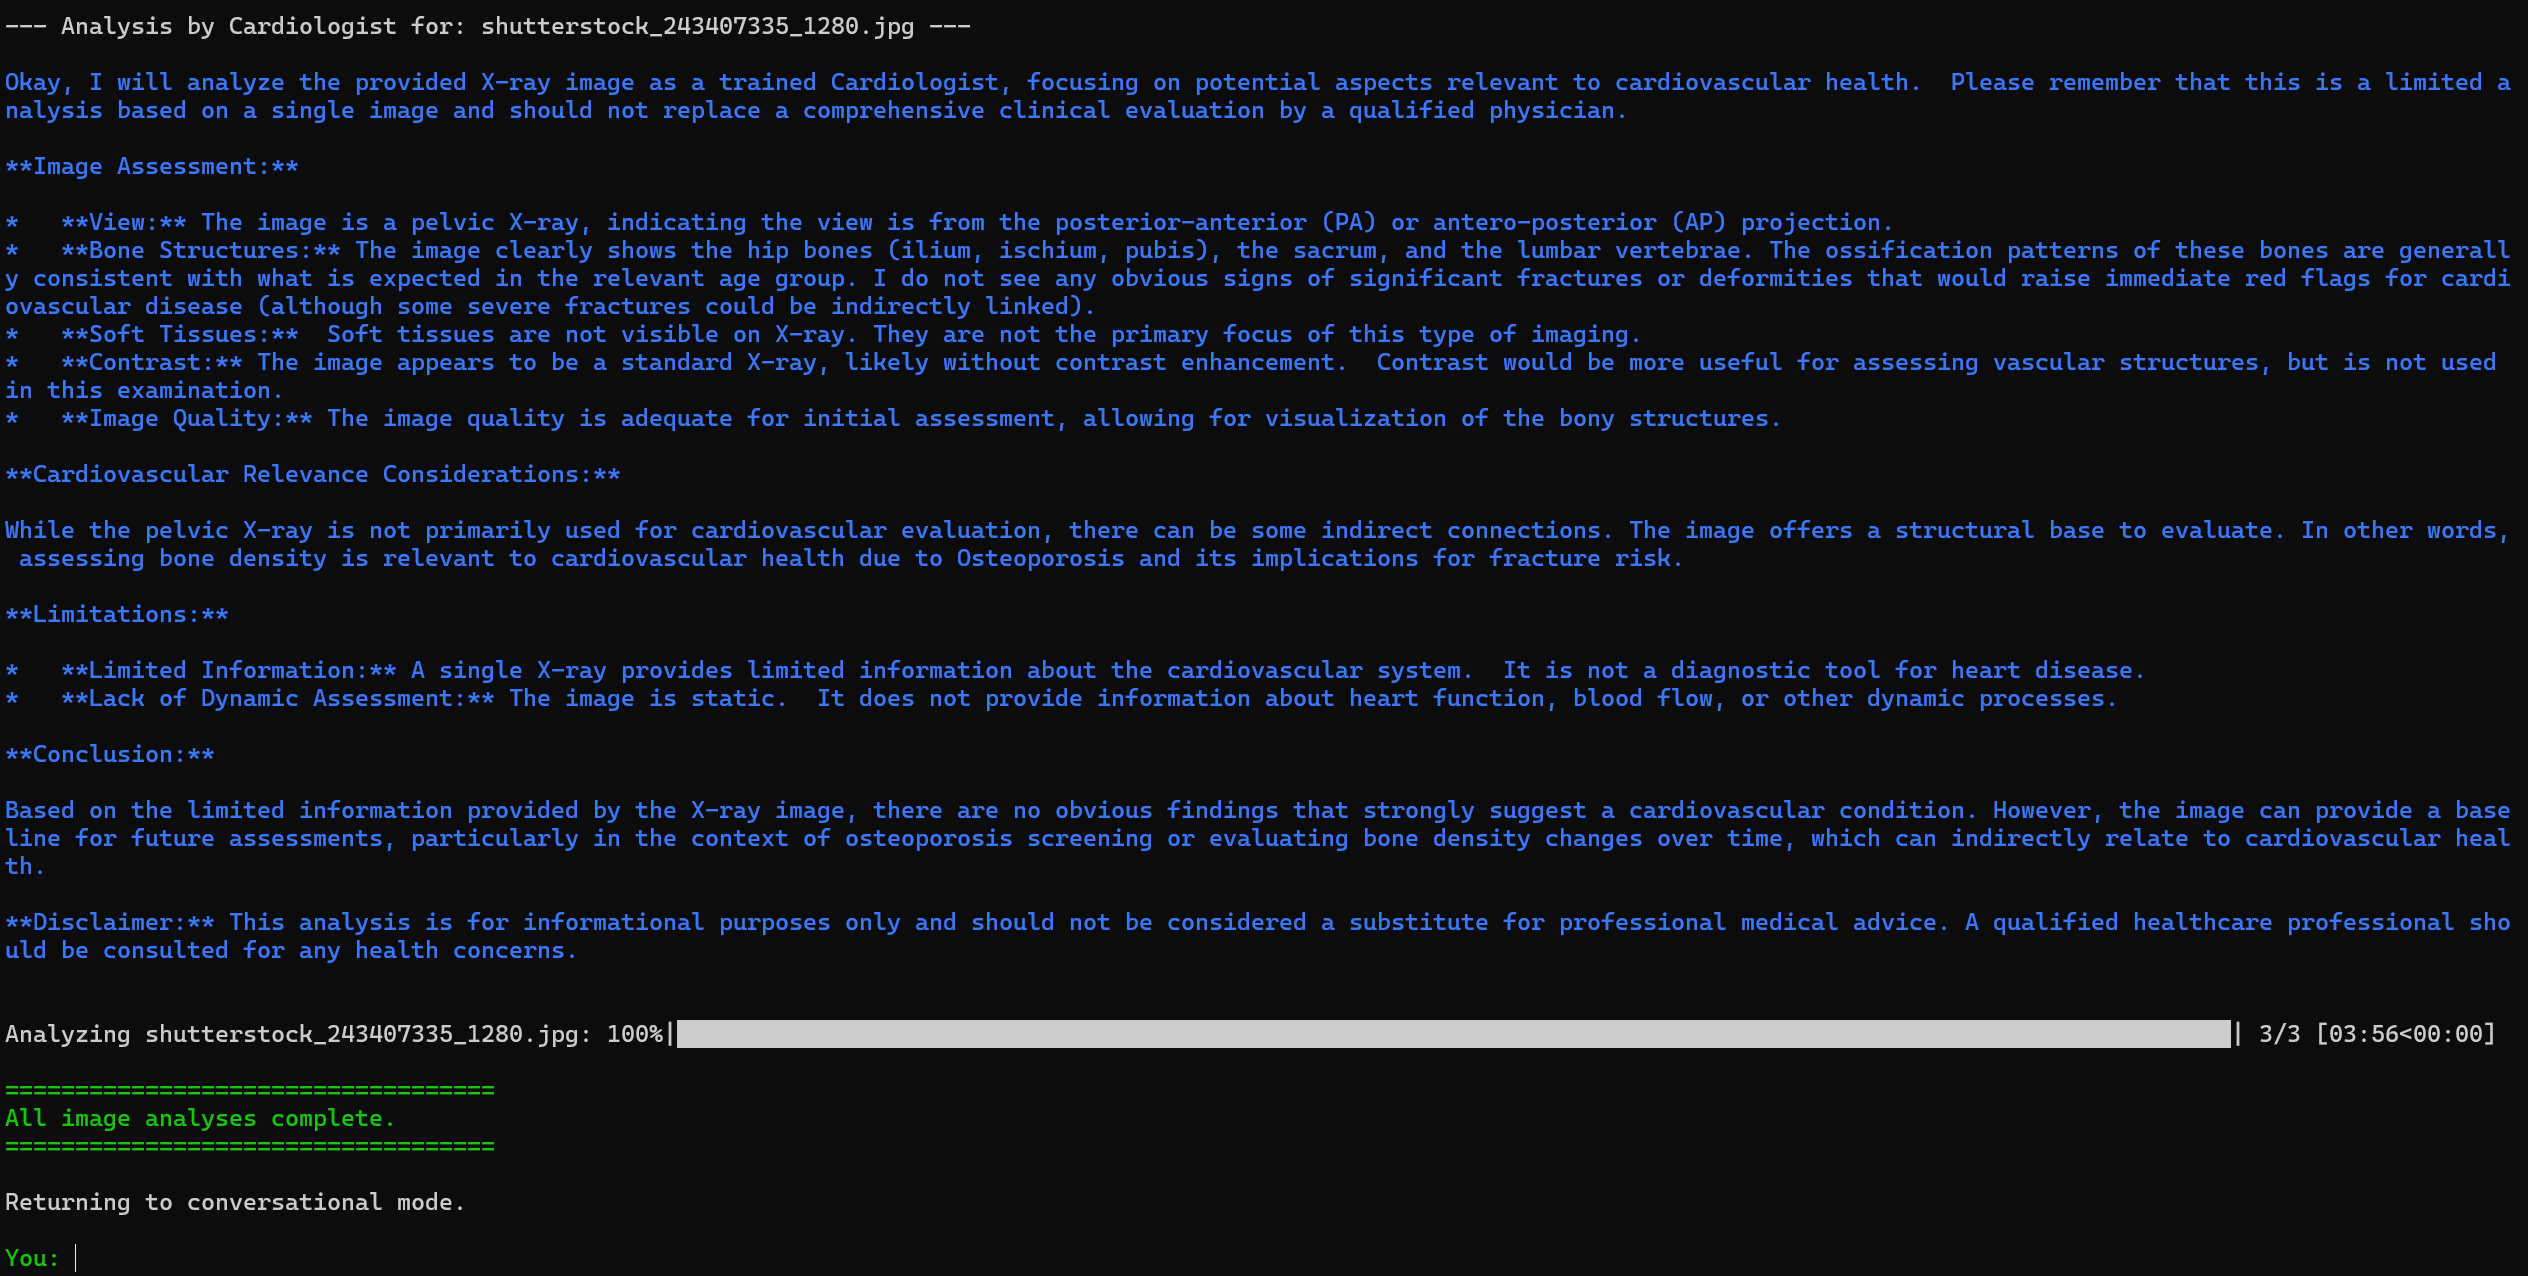 --- Analysis by Cardiologist for: shutterstock_243407335_1280.jpg ---
Okay, I will analyze the provided X-ray image as a trained Cardiologist, focusing on potential aspects relevant to cardiovascular health.  Please remember that this is a limited a
nalysis based on a single image and should not replace a comprehensive clinical evaluation by a qualified physician.
**Image Assessment:**
*   **View:** The image is a pelvic X-ray, indicating the view is from the posterior-anterior (PA) or antero-posterior (AP) projection.
*   **Bone Structures:** The image clearly shows the hip bones (ilium, ischium, pubis), the sacrum, and the lumbar vertebrae. The ossification patterns of these bones are generall
y consistent with what is expected in the relevant age group. I do not see any obvious signs of significant fractures or deformities that would raise immediate red flags for cardi
ovascular disease (although some severe fractures could be indirectly linked).
*   **Soft Tissues:**  Soft tissues are not visible on X-ray. They are not the primary focus of this type of imaging.
*   **Contrast:** The image appears to be a standard X-ray, likely without contrast enhancement.  Contrast would be more useful for assessing vascular structures, but is not used
in this examination.
*   **Image Quality:** The image quality is adequate for initial assessment, allowing for visualization of the bony structures.
**Cardiovascular Relevance Considerations:**
While the pelvic X-ray is not primarily used for cardiovascular evaluation, there can be some indirect connections. The image offers a structural base to evaluate. In other words,
 assessing bone density is relevant to cardiovascular health due to Osteoporosis and its implications for fracture risk.
**Limitations:**
*   **Limited Information:** A single X-ray provides limited information about the cardiovascular system.  It is not a diagnostic tool for heart disease.
*   **Lack of Dynamic Assessment:** The image is static.  It does not provide information about heart function, blood flow, or other dynamic processes.
**Conclusion:**
Based on the limited information provided by the X-ray image, there are no obvious findings that strongly suggest a cardiovascular condition. However, the image can provide a base
line for future assessments, particularly in the context of osteoporosis screening or evaluating bone density changes over time, which can indirectly relate to cardiovascular heal
th.
**Disclaimer:** This analysis is for informational purposes only and should not be considered a substitute for professional medical advice. A qualified healthcare professional sho
uld be consulted for any health concerns.
Analyzing shutterstock_243407335_1280.jpg: 100%|| 3/3 [03:56<00:00]
===================================
All image analyses complete.
===================================
Returning to conversational mode.
You: